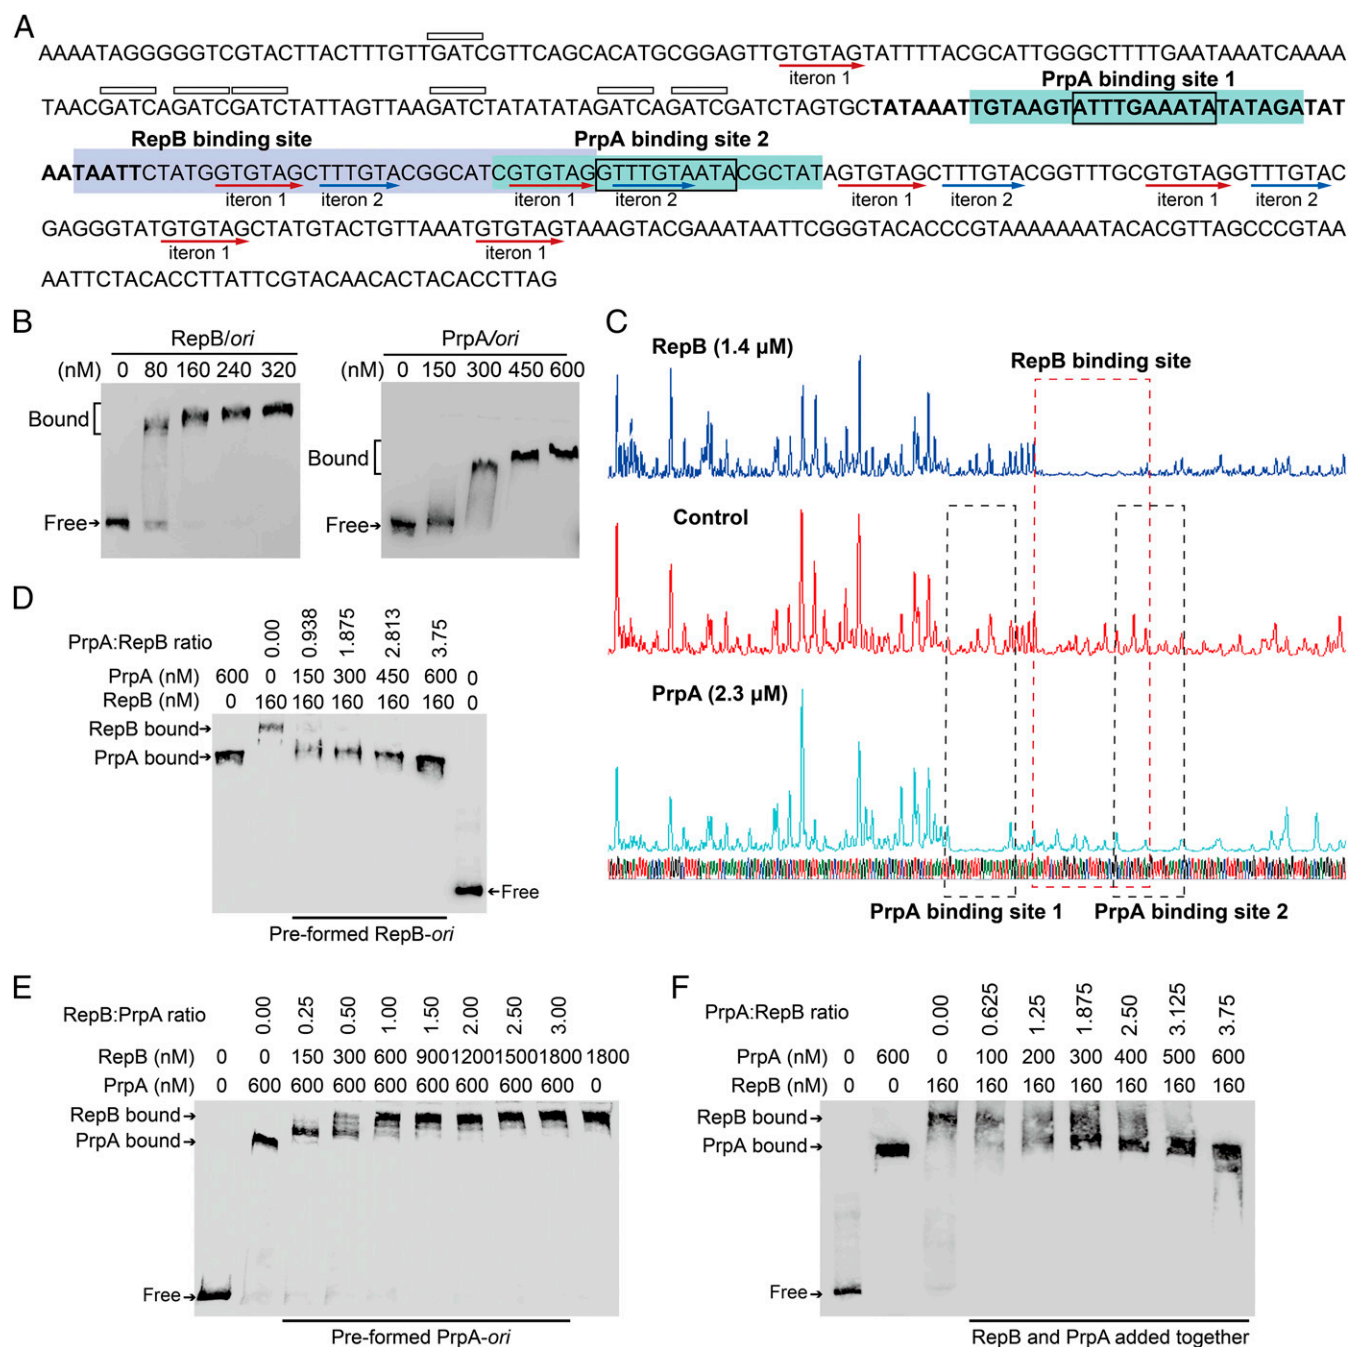 A
AAAATAGGGGGGTCGTACTTACTTTGTTGATCGTTCAGCACATGCGGAGTTGTGTAGTATTTTACGCATTGGGCTTTTGAATAAATCAAAA
iteron 1
PrpA binding site 1
TAACGATCAGATCGATCTATTAGTTAAGATCTATATATAGATCAGATCGATCTAGTGCTATAAATTGTAAGTATTTGAAATATATAGATAT
RepB binding site
PrpA binding site 2
AATAATTCTATGGTGTAGCTTTGTACGGCATCGTGTAGGTTTGTAATACGCTATAGTGTAGCTTTGTACGGTTTGCGTGTAGGTTTGTAC
iteron 1 iteron 2 iteron 1 iteron 2 iteron 1 iteron 2 iteron 1 iteron 2
GAGGGTATGTGTAGCTATGTACTGTTAAATGTGTAGTAAAGTACGAAATAATTCGGGTACACCCGTAAAAAAATACACGTTAGCCCGTAA
iteron 1 iteron 1
AATTCTACACCTTATTCGTACAACACTACACCTTAG
B
RepB/ori
(nM) 0 80 160 240 320
Bound
Free
PrpA/ori
(nM) 0 150 300 450 600
Bound
Free
C
RepB (1.4 µM)
RepB binding site
Control
PrpA (2.3 µM)
PrpA binding site 1 PrpA binding site 2
D
PrpA:RepB ratio 0.00 0.938 1.875 2.813 3.75
PrpA (nM) 600 0 150 300 450 600 0
RepB (nM) 0 160 160 160 160 160 0
RepB bound
PrpA bound
Free
Pre-formed RepB-ori
E
RepB:PrpA ratio 0.00 0.25 0.50 1.00 1.50 2.00 2.50 3.00
RepB (nM) 0 0 150 300 600 900 1200 1500 1800 1800
PrpA (nM) 0 600 600 600 600 600 600 600 600 0
RepB bound
PrpA bound
Free
Pre-formed PrpA-ori
F
PrpA:RepB ratio 0.00 0.625 1.25 1.875 2.50 3.125 3.75
PrpA (nM) 0 600 0 100 200 300 400 500 600
RepB (nM) 0 0 160 160 160 160 160 160 160
RepB bound
PrpA bound
Free
RepB and PrpA added together